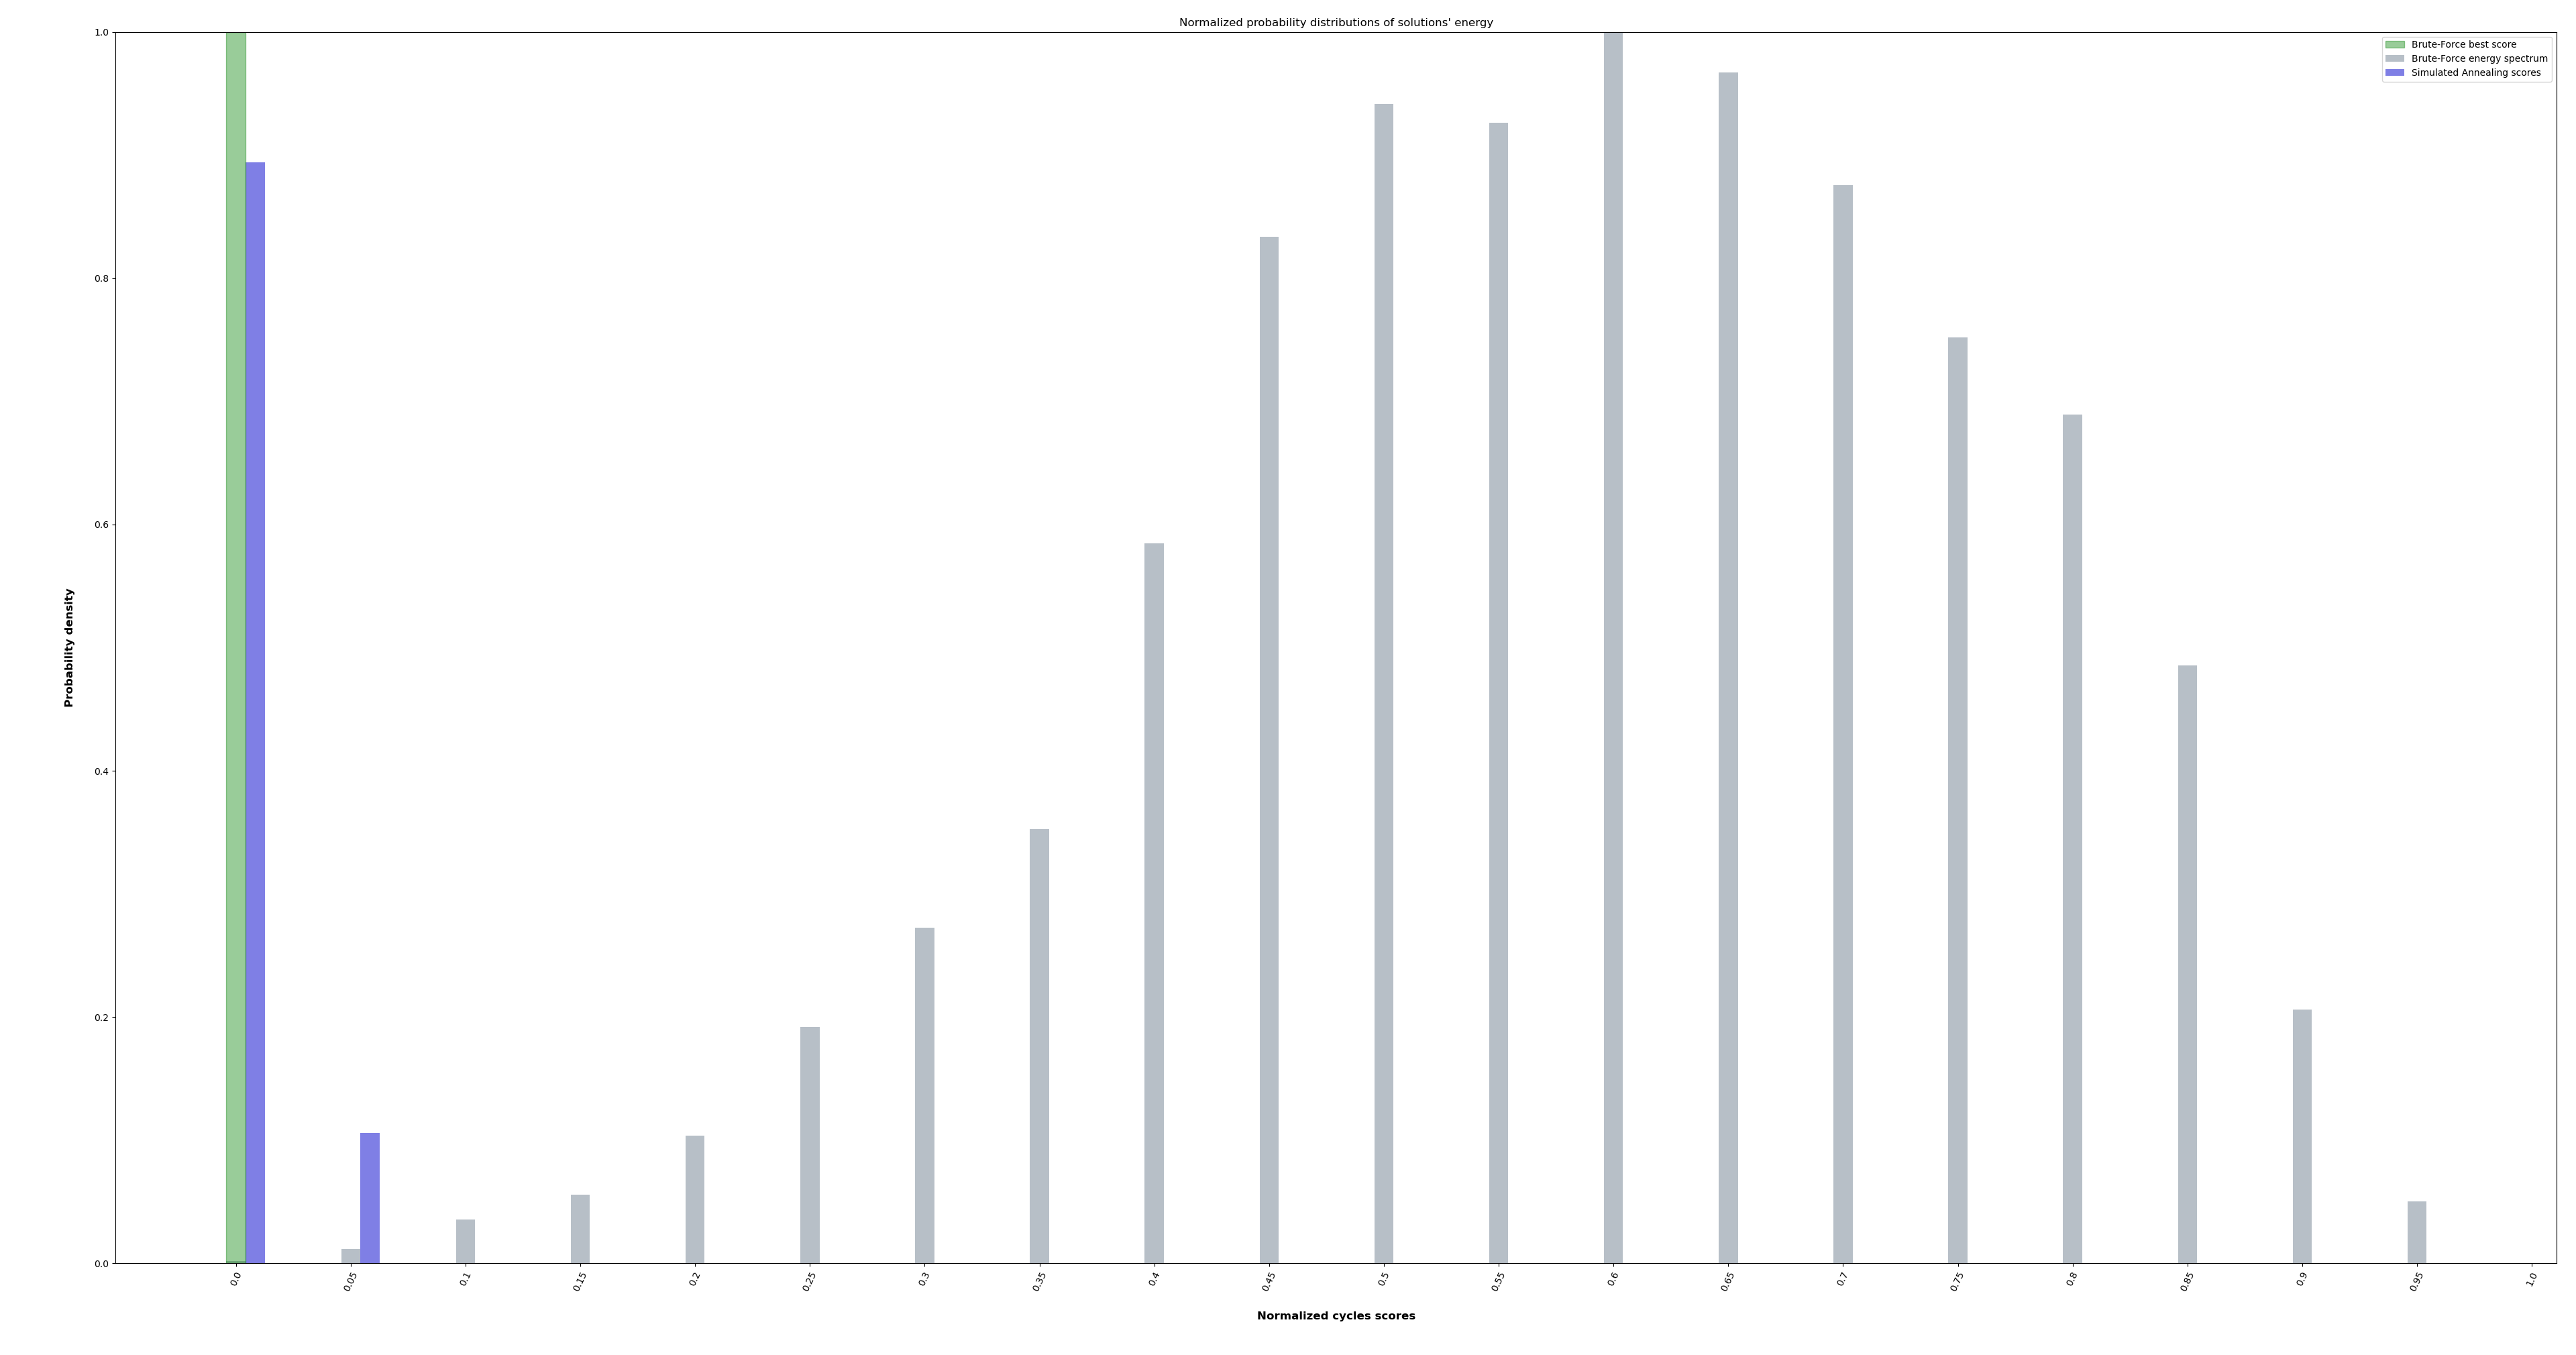 Normalized probability distributions of solutions' energy
Brute-Force best score
Brute-Force energy spectrum
Simulated Annealing scores
Probability density
1.0
0.8
0.6
0.4
0.2
0.0
0.0 0.05 0.1 0.15 0.2 0.25 0.3 0.35 0.4 0.45 0.5 0.55 0.6 0.65 0.7 0.75 0.8 0.85 0.9 0.95 1.0
Normalized cycles scores